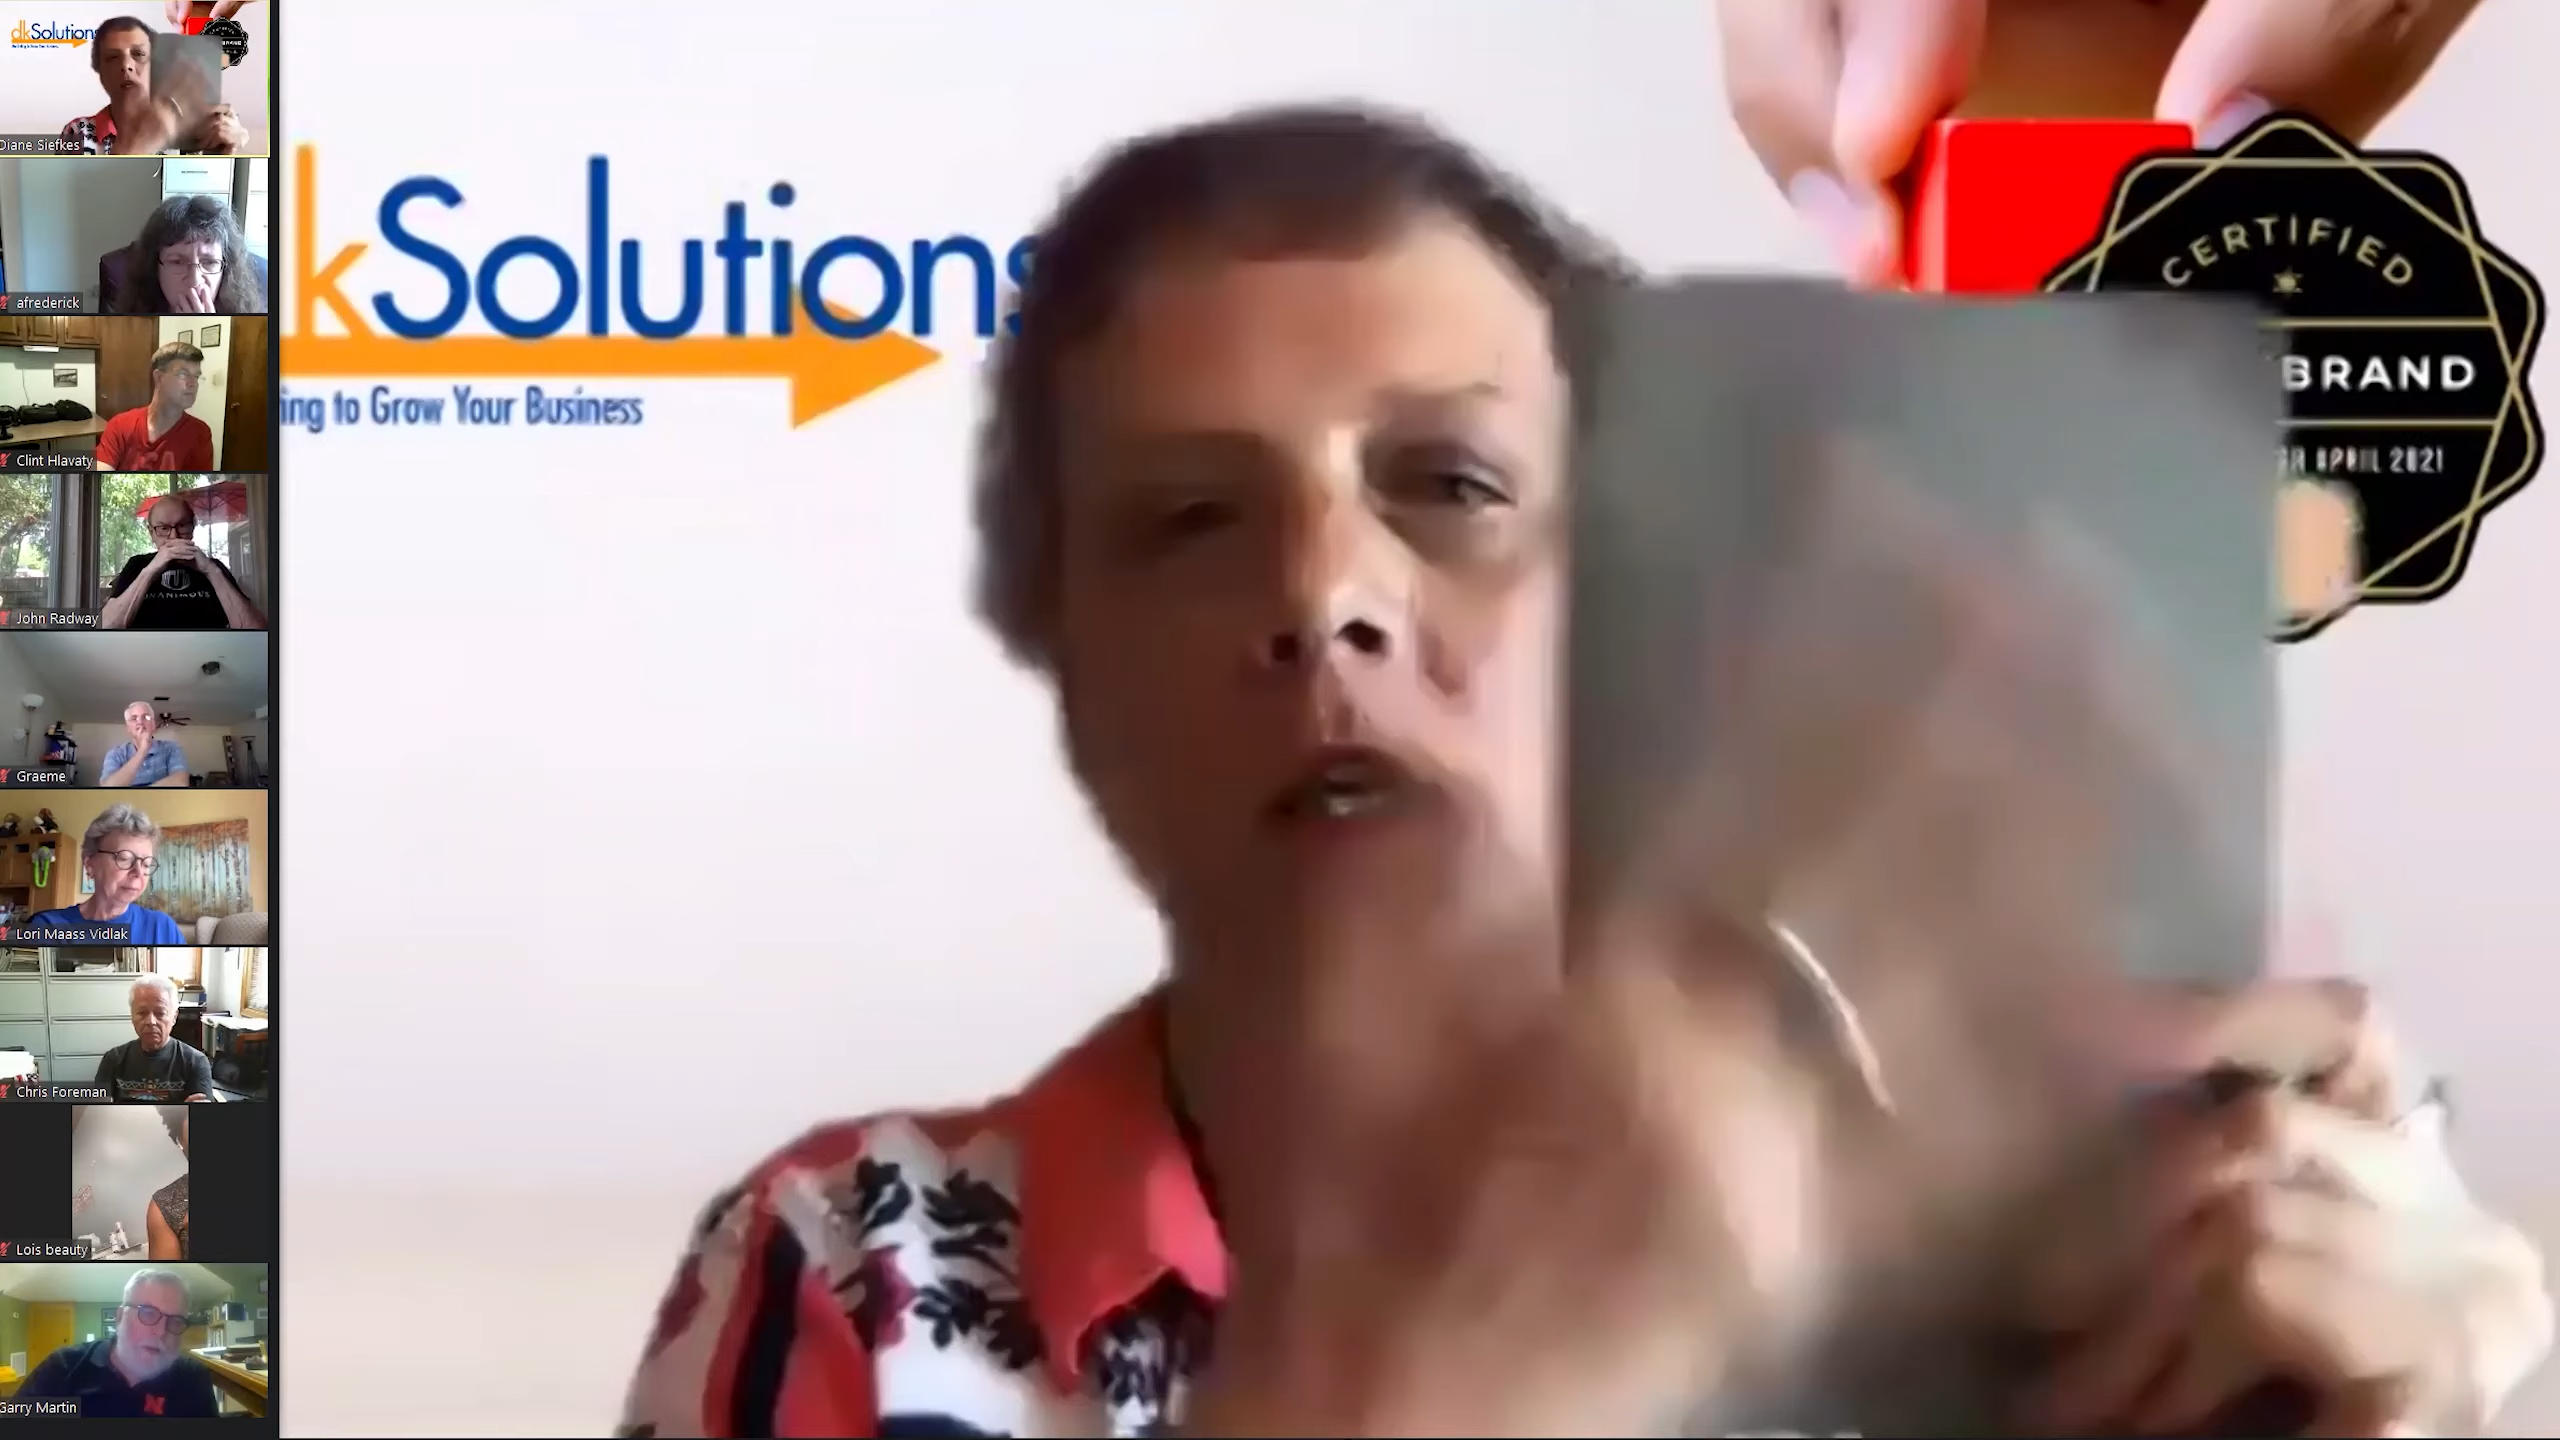 dkSolutions
Diane Siefkes
afrederick
Clint Hlavaty
John Radway
Graeme
Lori Maass Vidlak
Chris Foreman
Lois beauty
Garry Martin
kSolutions
to Grow Your Business
CERTIFIED
BRAND
APRIL 2021